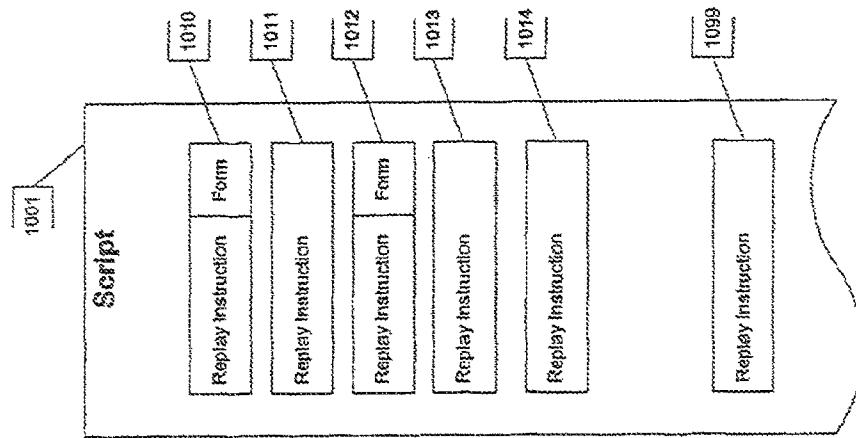 1001
Script
Replay Instruction Form 1010
Replay Instruction 1011
Replay Instruction Form 1012
Replay Instruction 1013
Replay Instruction 1014
Replay Instruction 1099